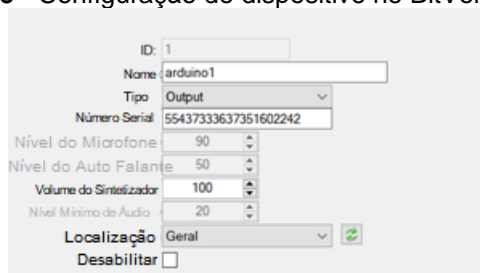 Configuração do dispositivo no
ID: 1
Nome arduino1
Tipo Output
Número Serial 55437333637351602242
Nível do Microfone 90
Nível do Auto Falante 50
Volume do Sintetizador 100
Nível Mínimo de Áudio 20
Localização Geral
Desabilitar